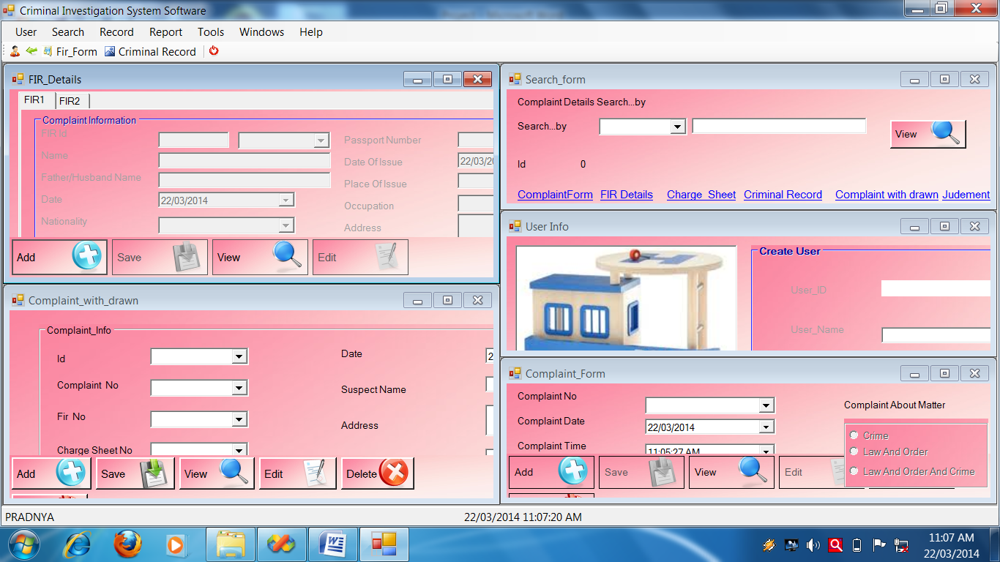 Criminal Investigation System Software
User Search Record Report Tools Windows Help
Fir_Form Criminal Record
FIR_Details
FIR1 FIR2
Complaint Information
FIR Id
Passport Number
Name
Date Of Issue 22/03/20
Father/Husband Name
Place Of Issue
Date 22/03/2014
Occupation
Nationality
Address
Add Save View Edit
Search_form
Complaint Details Search...by
Search...by
View
Id 0
ComplaintForm FIR Details Charge_Sheet Criminal Record Complaint with drawn Judement
User Info
Create User
User_ID
User_Name
Complaint_with_drawn
Complaint_Info
Id
Date 2
Complaint No
Suspect Name
Fir No
Address
Charge Sheet No
Add Save View Edit Delete
Complaint_Form
Complaint No
Complaint About Matter
Complaint Date 22/03/2014
Crime
Complaint Time 11:05:27 AM
Law And Order
Law And Order And Crime
Add Save View Edit
PRADNYA 22/03/2014 11:07:20 AM
11:07 AM
22/03/2014